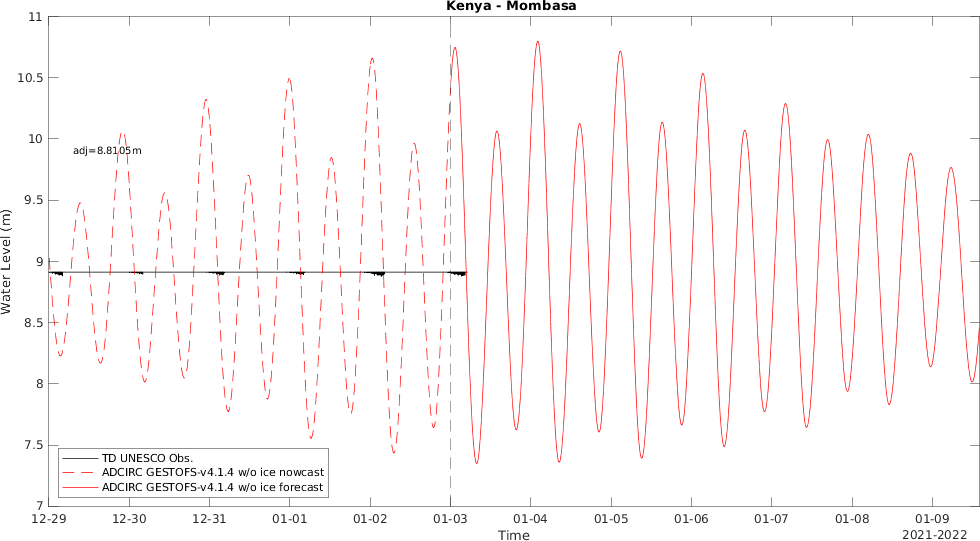 Kenya - Mombasa
11
10.5
10
9.5
9
8.5
8
7.5
7
Water Level (m)
adj=8.8105m
TD UNESCO Obs.
ADCIRC GESTOFS-v4.1.4 w/o ice nowcast
ADCIRC GESTOFS-v4.1.4 w/o ice forecast
12-29 12-30 12-31 01-01 01-02 01-03 01-04 01-05 01-06 01-07 01-08 01-09
Time
2021-2022